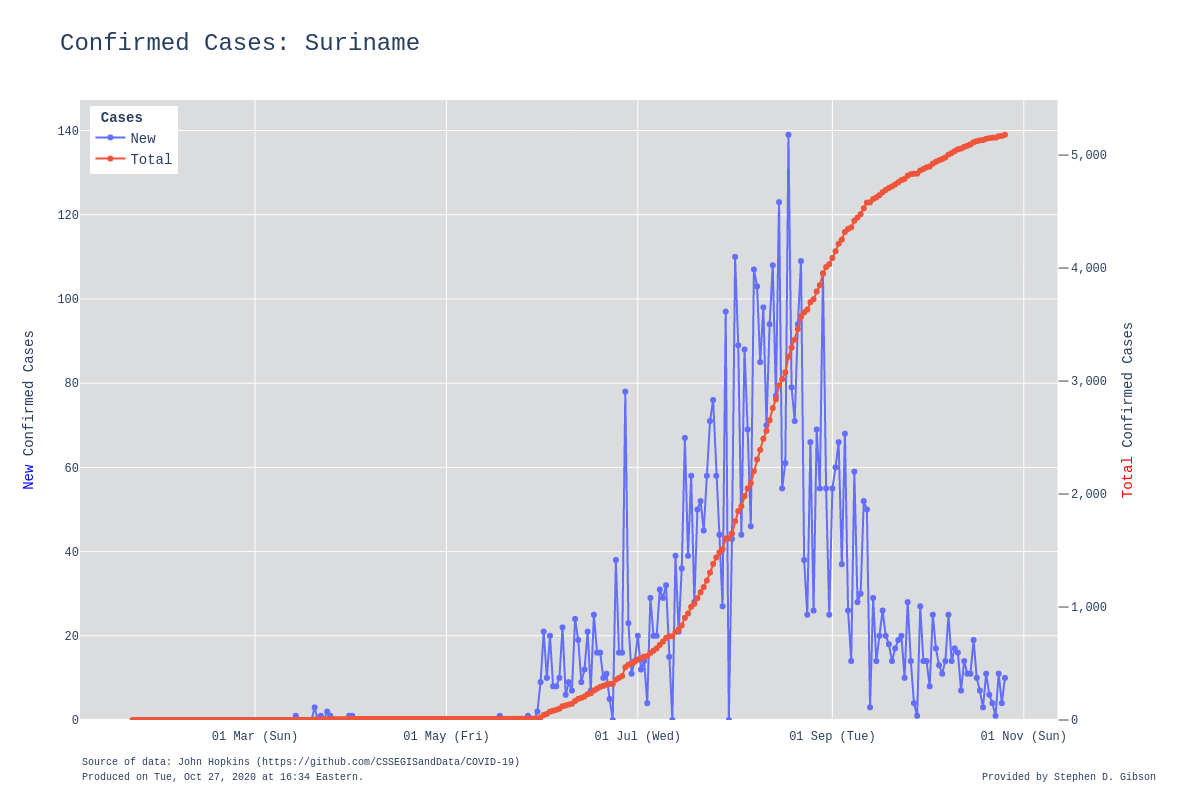 Confirmed Cases: Suriname
Cases
New
Total
140
120
100
80
60
40
20
0
5,000
4,000
3,000
2,000
1,000
0
New Confirmed Cases
Total Confirmed Cases
01 Mar (Sun)
01 May (Fri)
01 Jul (Wed)
01 Sep (Tue)
01 Nov (Sun)
Source of data: John Hopkins (https://github.com/CSSEGISandData/COVID-19)
Produced on Tue, Oct 27, 2020 at 16:34 Eastern.
Provided by Stephen D. Gibson